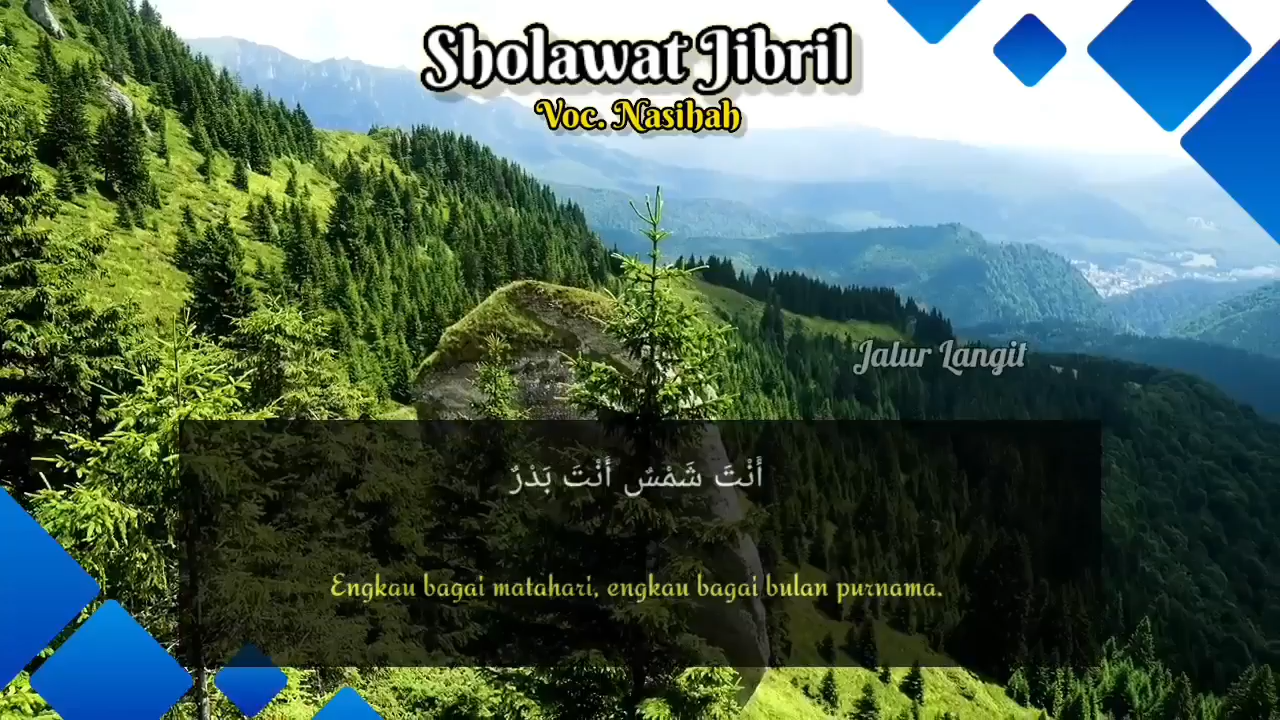 Sholawat Jibril
Voc. Nasihah
Jalur Langit
أَنْتَ شَمْسٌ أَنْتَ بَدْرٌ
Engkau bagai matahari, engkau bagai bulan purnama.